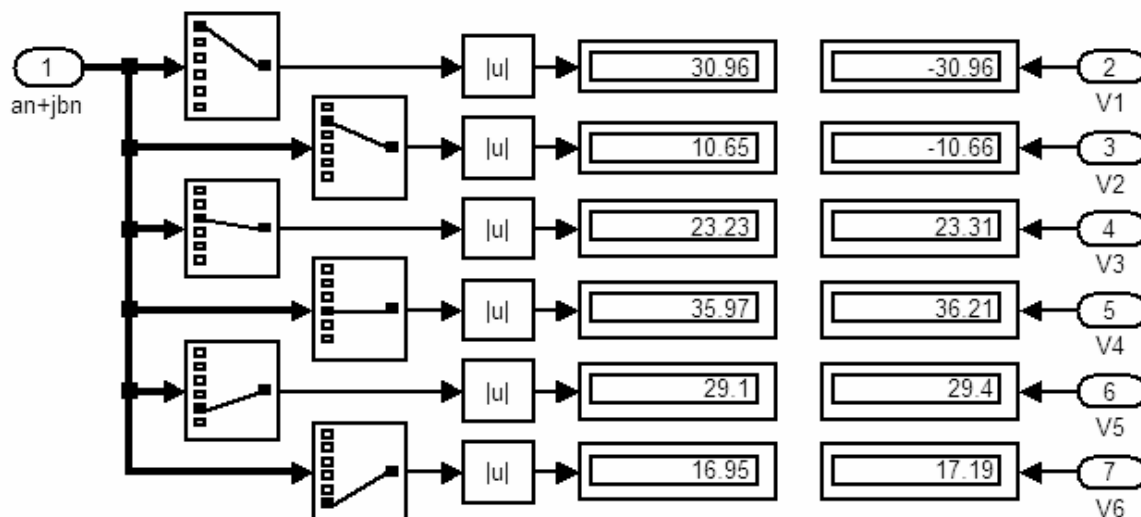 1
an+jbn
|u|
30.96
-30.96
2
V1
|u|
10.65
-10.66
3
V2
|u|
23.23
23.31
4
V3
|u|
35.97
36.21
5
V4
|u|
29.1
29.4
6
V5
|u|
16.95
17.19
7
V6